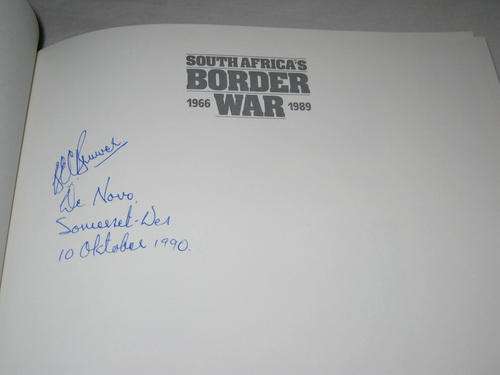 SOUTH AFRICA'S
BORDER
1966 WAR 1989
De Novo,
Somerset-Wes
10 Oktober 1990.